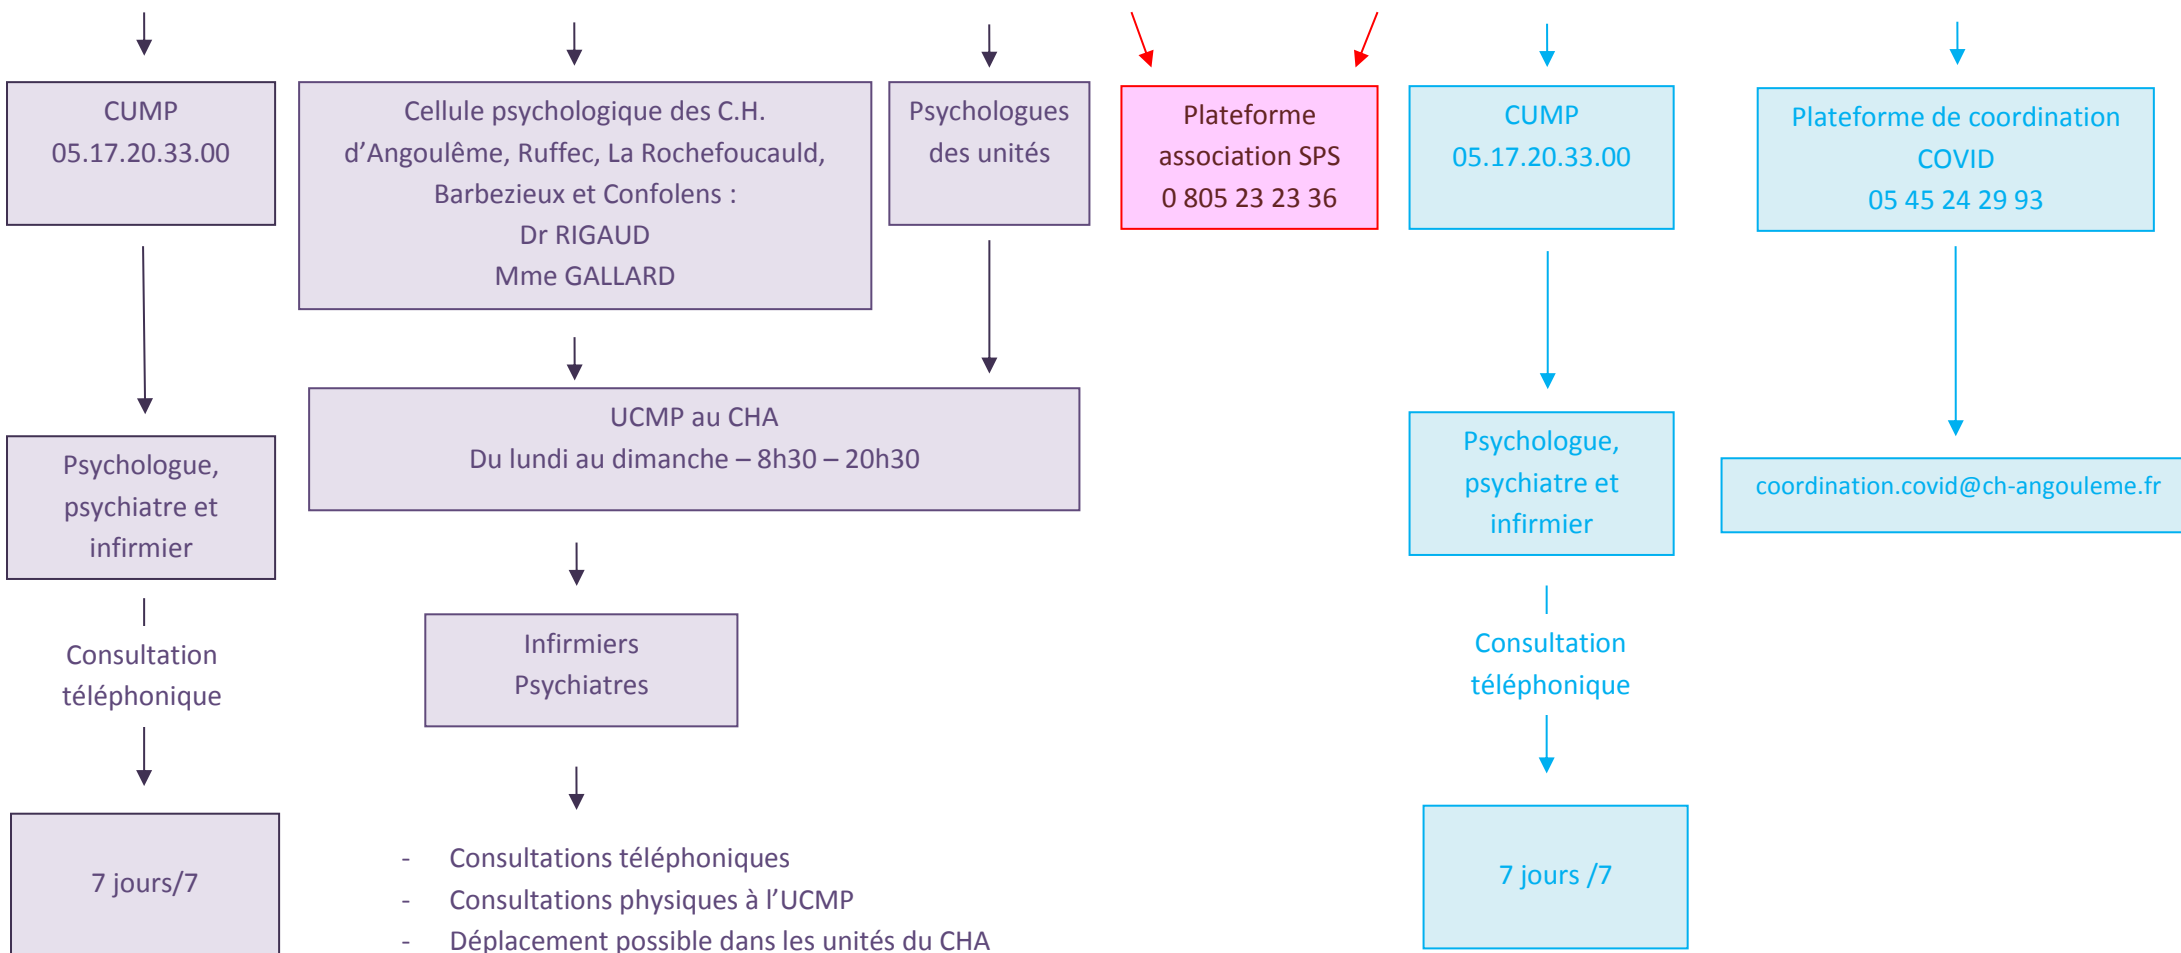 CUMP
05.17.20.33.00
Cellule psychologique des C.H.
d’Angoulême, Ruffec, La Rochefoucauld,
Barbezieux et Confolens :
Dr RIGAUD
Mme GALLARD
Psychologues
des unités
Plateforme
association SPS
0 805 23 23 36
CUMP
05.17.20.33.00
Plateforme de coordination
COVID
05 45 24 29 93
UCMP au CHA
Du lundi au dimanche – 8h30 – 20h30
Psychologue,
psychiatre et
infirmier
Psychologue,
psychiatre et
infirmier
coordination.covid@ch-angouleme.fr
Consultation
téléphonique
Infirmiers
Psychiatres
Consultation
téléphonique
7 jours/7
- Consultations téléphoniques
- Consultations physiques à l’UCMP
- Déplacement possible dans les unités du CHA
7 jours /7